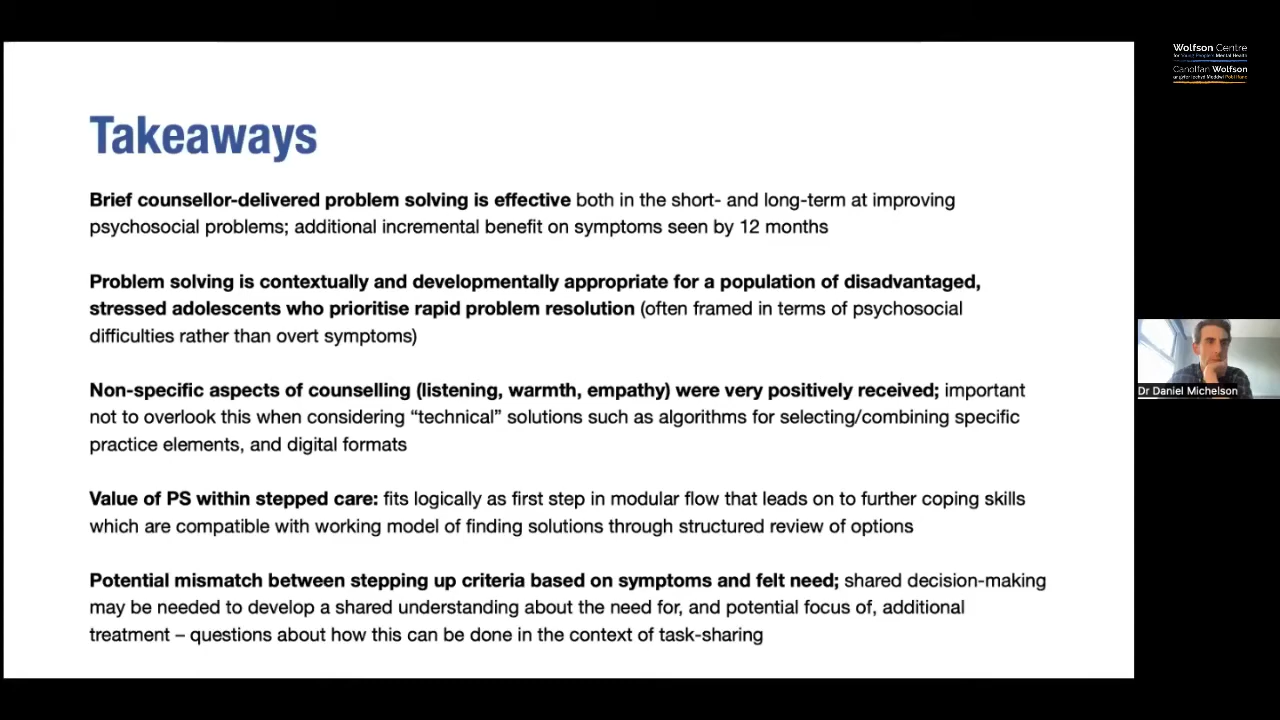 Takeaways
Brief counsellor-delivered problem solving is effective both in the short- and long-term at improving
psychosocial problems; additional incremental benefit on symptoms seen by 12 months
Problem solving is contextually and developmentally appropriate for a population of disadvantaged,
stressed adolescents who prioritise rapid problem resolution (often framed in terms of psychosocial
difficulties rather than overt symptoms)
Non-specific aspects of counselling (listening, warmth, empathy) were very positively received; important
not to overlook this when considering “technical” solutions such as algorithms for selecting/combining specific
practice elements, and digital formats
Value of PS within stepped care: fits logically as first step in modular flow that leads on to further coping skills
which are compatible with working model of finding solutions through structured review of options
Potential mismatch between stepping up criteria based on symptoms and felt need; shared decision-making
may be needed to develop a shared understanding about the need for, and potential focus of, additional
treatment – questions about how this can be done in the context of task-sharing
Wolfson Centre
for Young People's Mental Health
Canolfan Wolfson
Dr Daniel Michelson